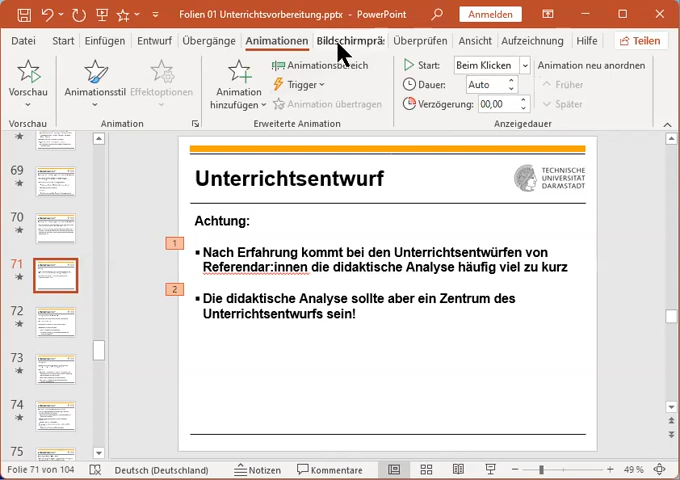 Folien 01 Unterrichtsvorbereitung.pptx - PowerPoint
Anmelden
Datei Start Einfügen Entwurf Übergänge Animationen Bildschirmprä Überprüfen Ansicht Aufzeichnung Hilfe Teilen
Vorschau
Animationsstil
Effektoptionen
Animation hinzufügen
Animationsbereich
Trigger
Animation übertragen
Start: Beim Klicken
Dauer: Auto
Verzögerung: 00,00
Animation neu anordnen
Früher
Später
Vorschau Animation Erweiterte Animation Anzeigedauer
69
70
71
72
73
74
75
Unterrichtsentwurf
TECHNISCHE
UNIVERSITÄT
DARMSTADT
Achtung:
1
▪ Nach Erfahrung kommt bei den Unterrichtsentwürfen von
Referendar:innen die didaktische Analyse häufig viel zu kurz
2
▪ Die didaktische Analyse sollte aber ein Zentrum des
Unterrichtsentwurfs sein!
Folie 71 von 104 Deutsch (Deutschland) Notizen Kommentare 49 %